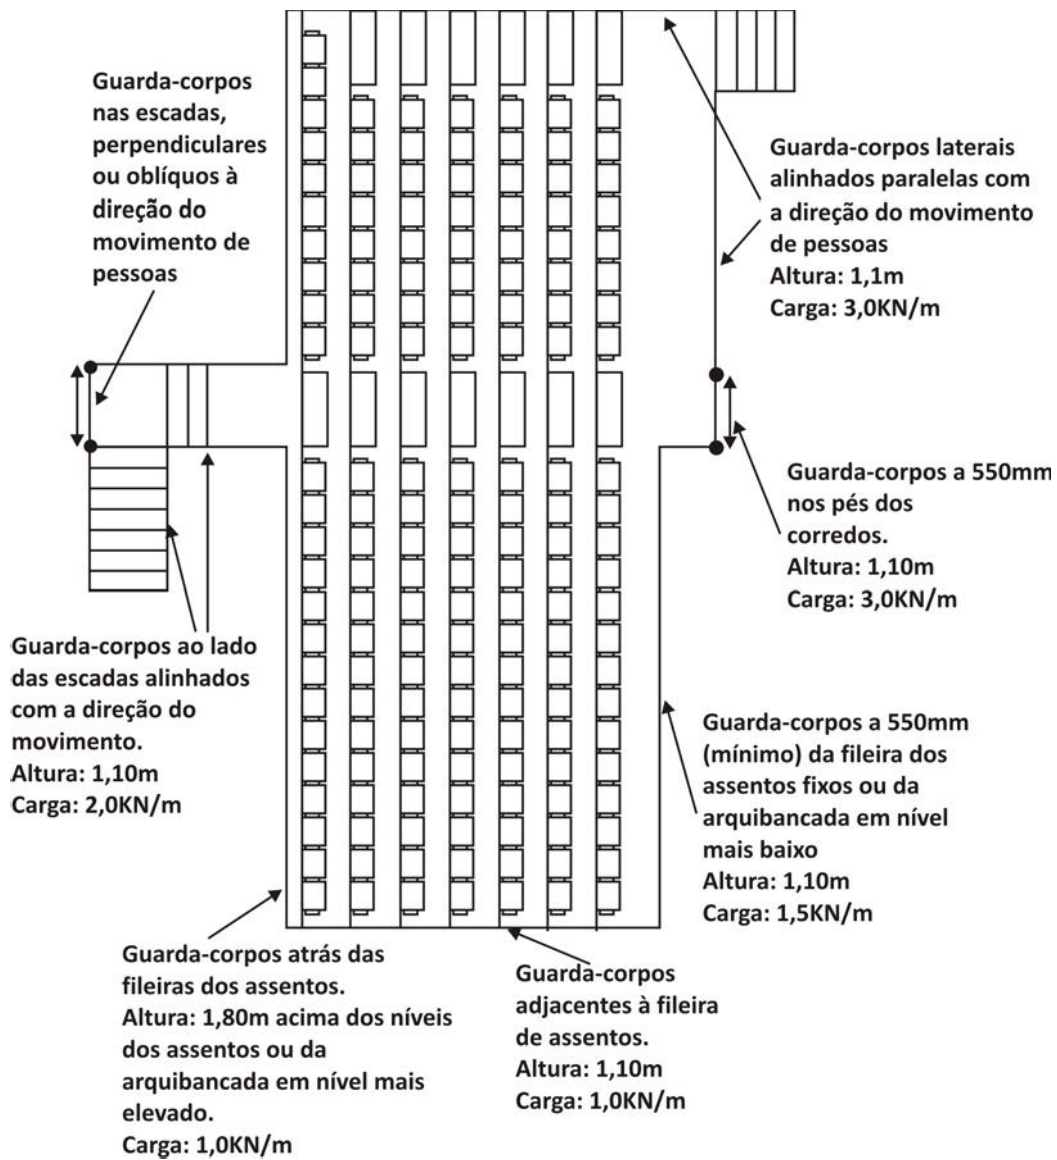 Guarda-corpos
nas escadas,
perpendiculares
ou oblíquos à
direção do
movimento de
pessoas
Guarda-corpos laterais
alinhados paralelas com
a direção do movimento
de pessoas
Altura: 1,1m
Carga: 3,0KN/m
Guarda-corpos a 550mm
nos pés dos
corredos.
Altura: 1,10m
Carga: 3,0KN/m
Guarda-corpos ao lado
das escadas alinhados
com a direção do
movimento.
Altura: 1,10m
Carga: 2,0KN/m
Guarda-corpos a 550mm
(mínimo) da fileira dos
assentos fixos ou da
arquibancada em nível
mais baixo
Altura: 1,10m
Carga: 1,5KN/m
Guarda-corpos atrás das
fileiras dos assentos.
Altura: 1,80m acima dos níveis
dos assentos ou da
arquibancada em nível mais
elevado.
Carga: 1,0KN/m
Guarda-corpos
adjacentes à fileira
de assentos.
Altura: 1,10m
Carga: 1,0KN/m